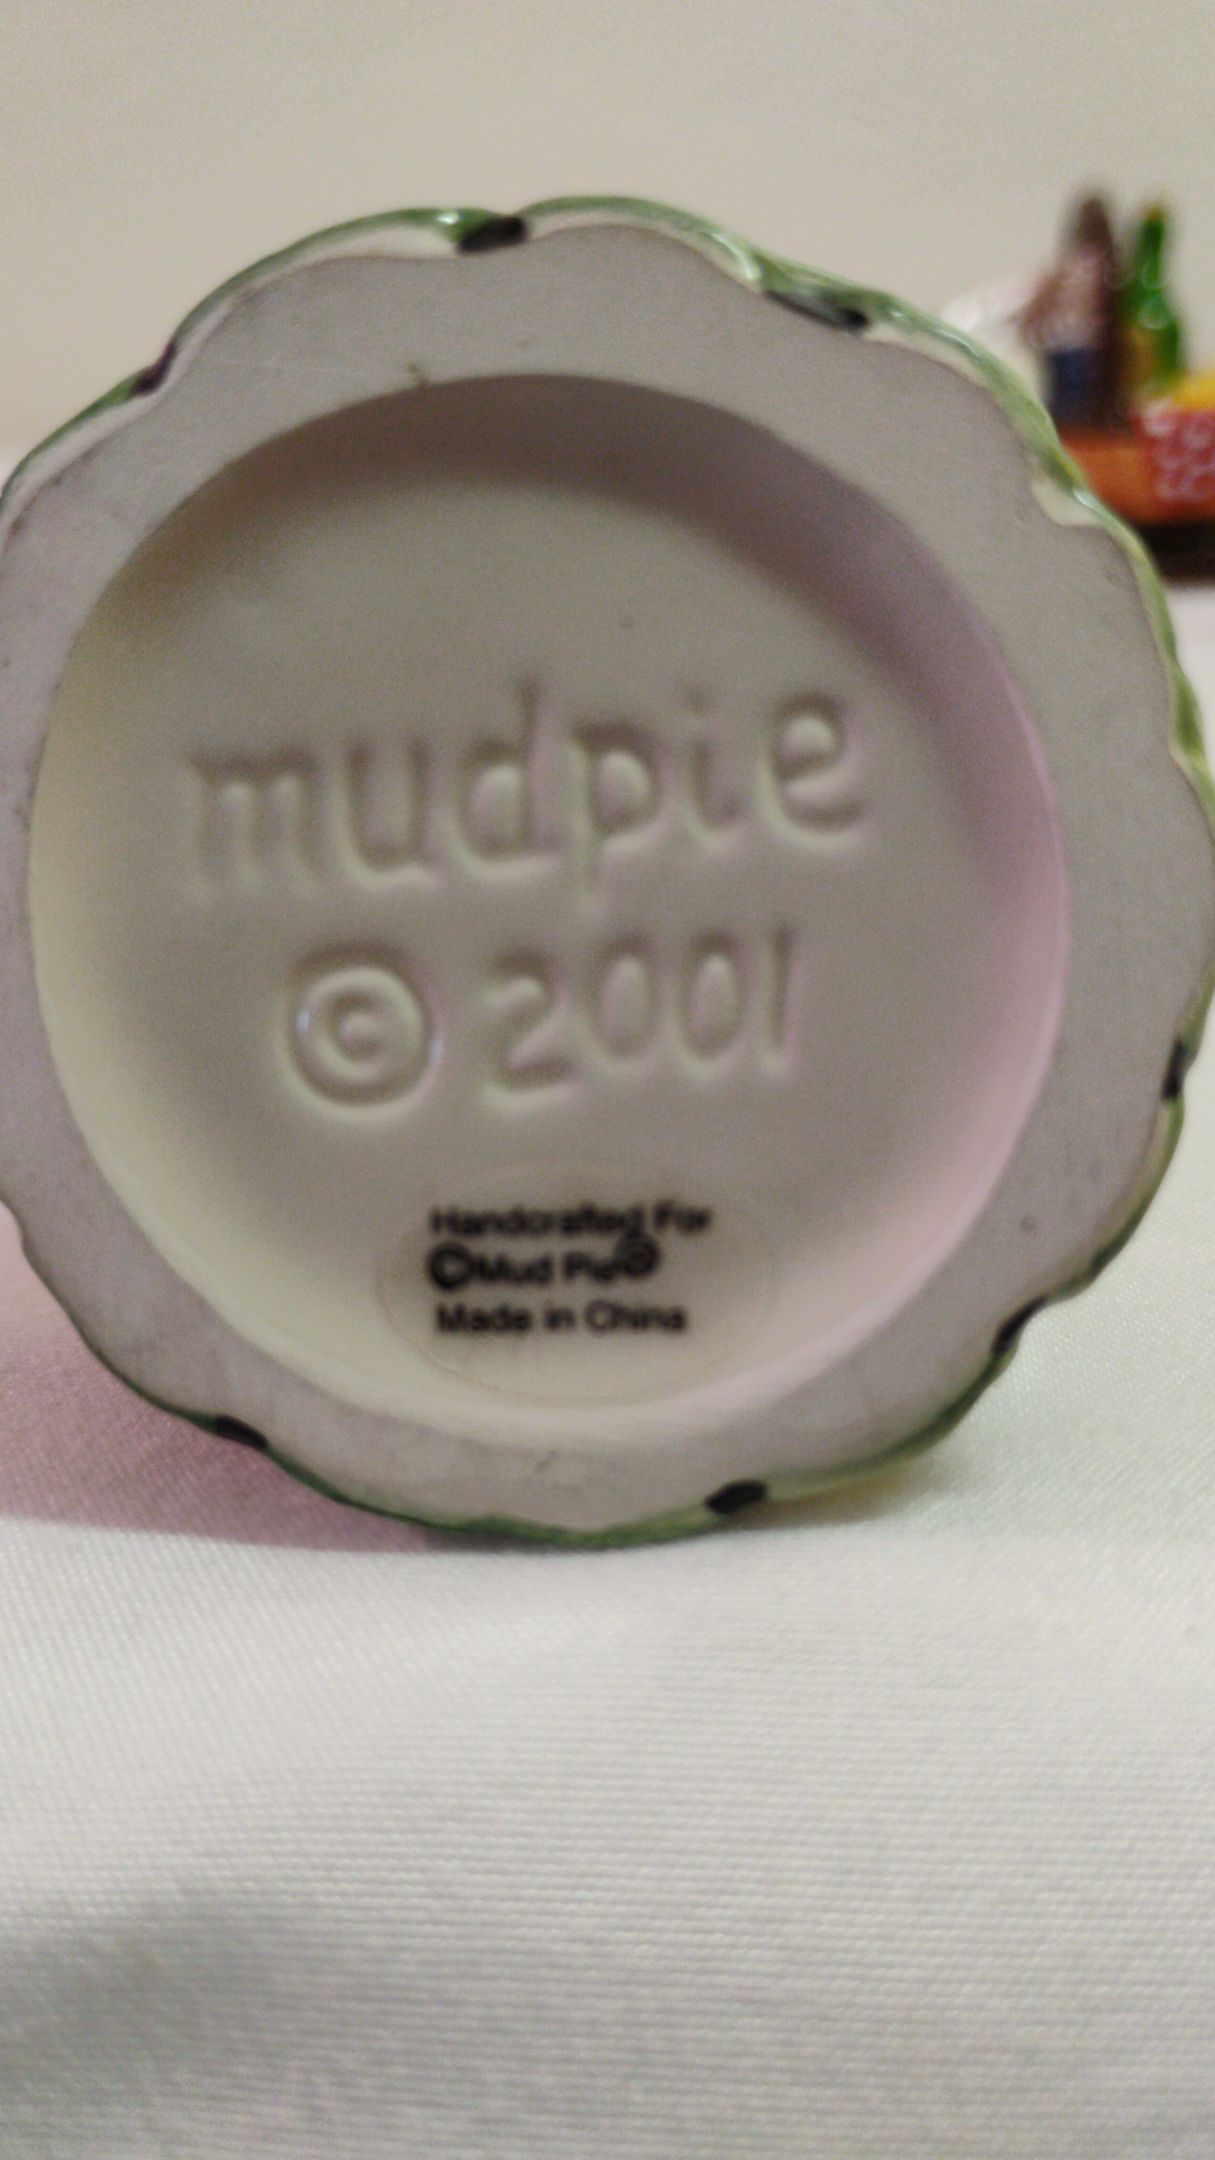 mudpie
© 2001
Handcrafted For
©Mud Pie®
Made in China